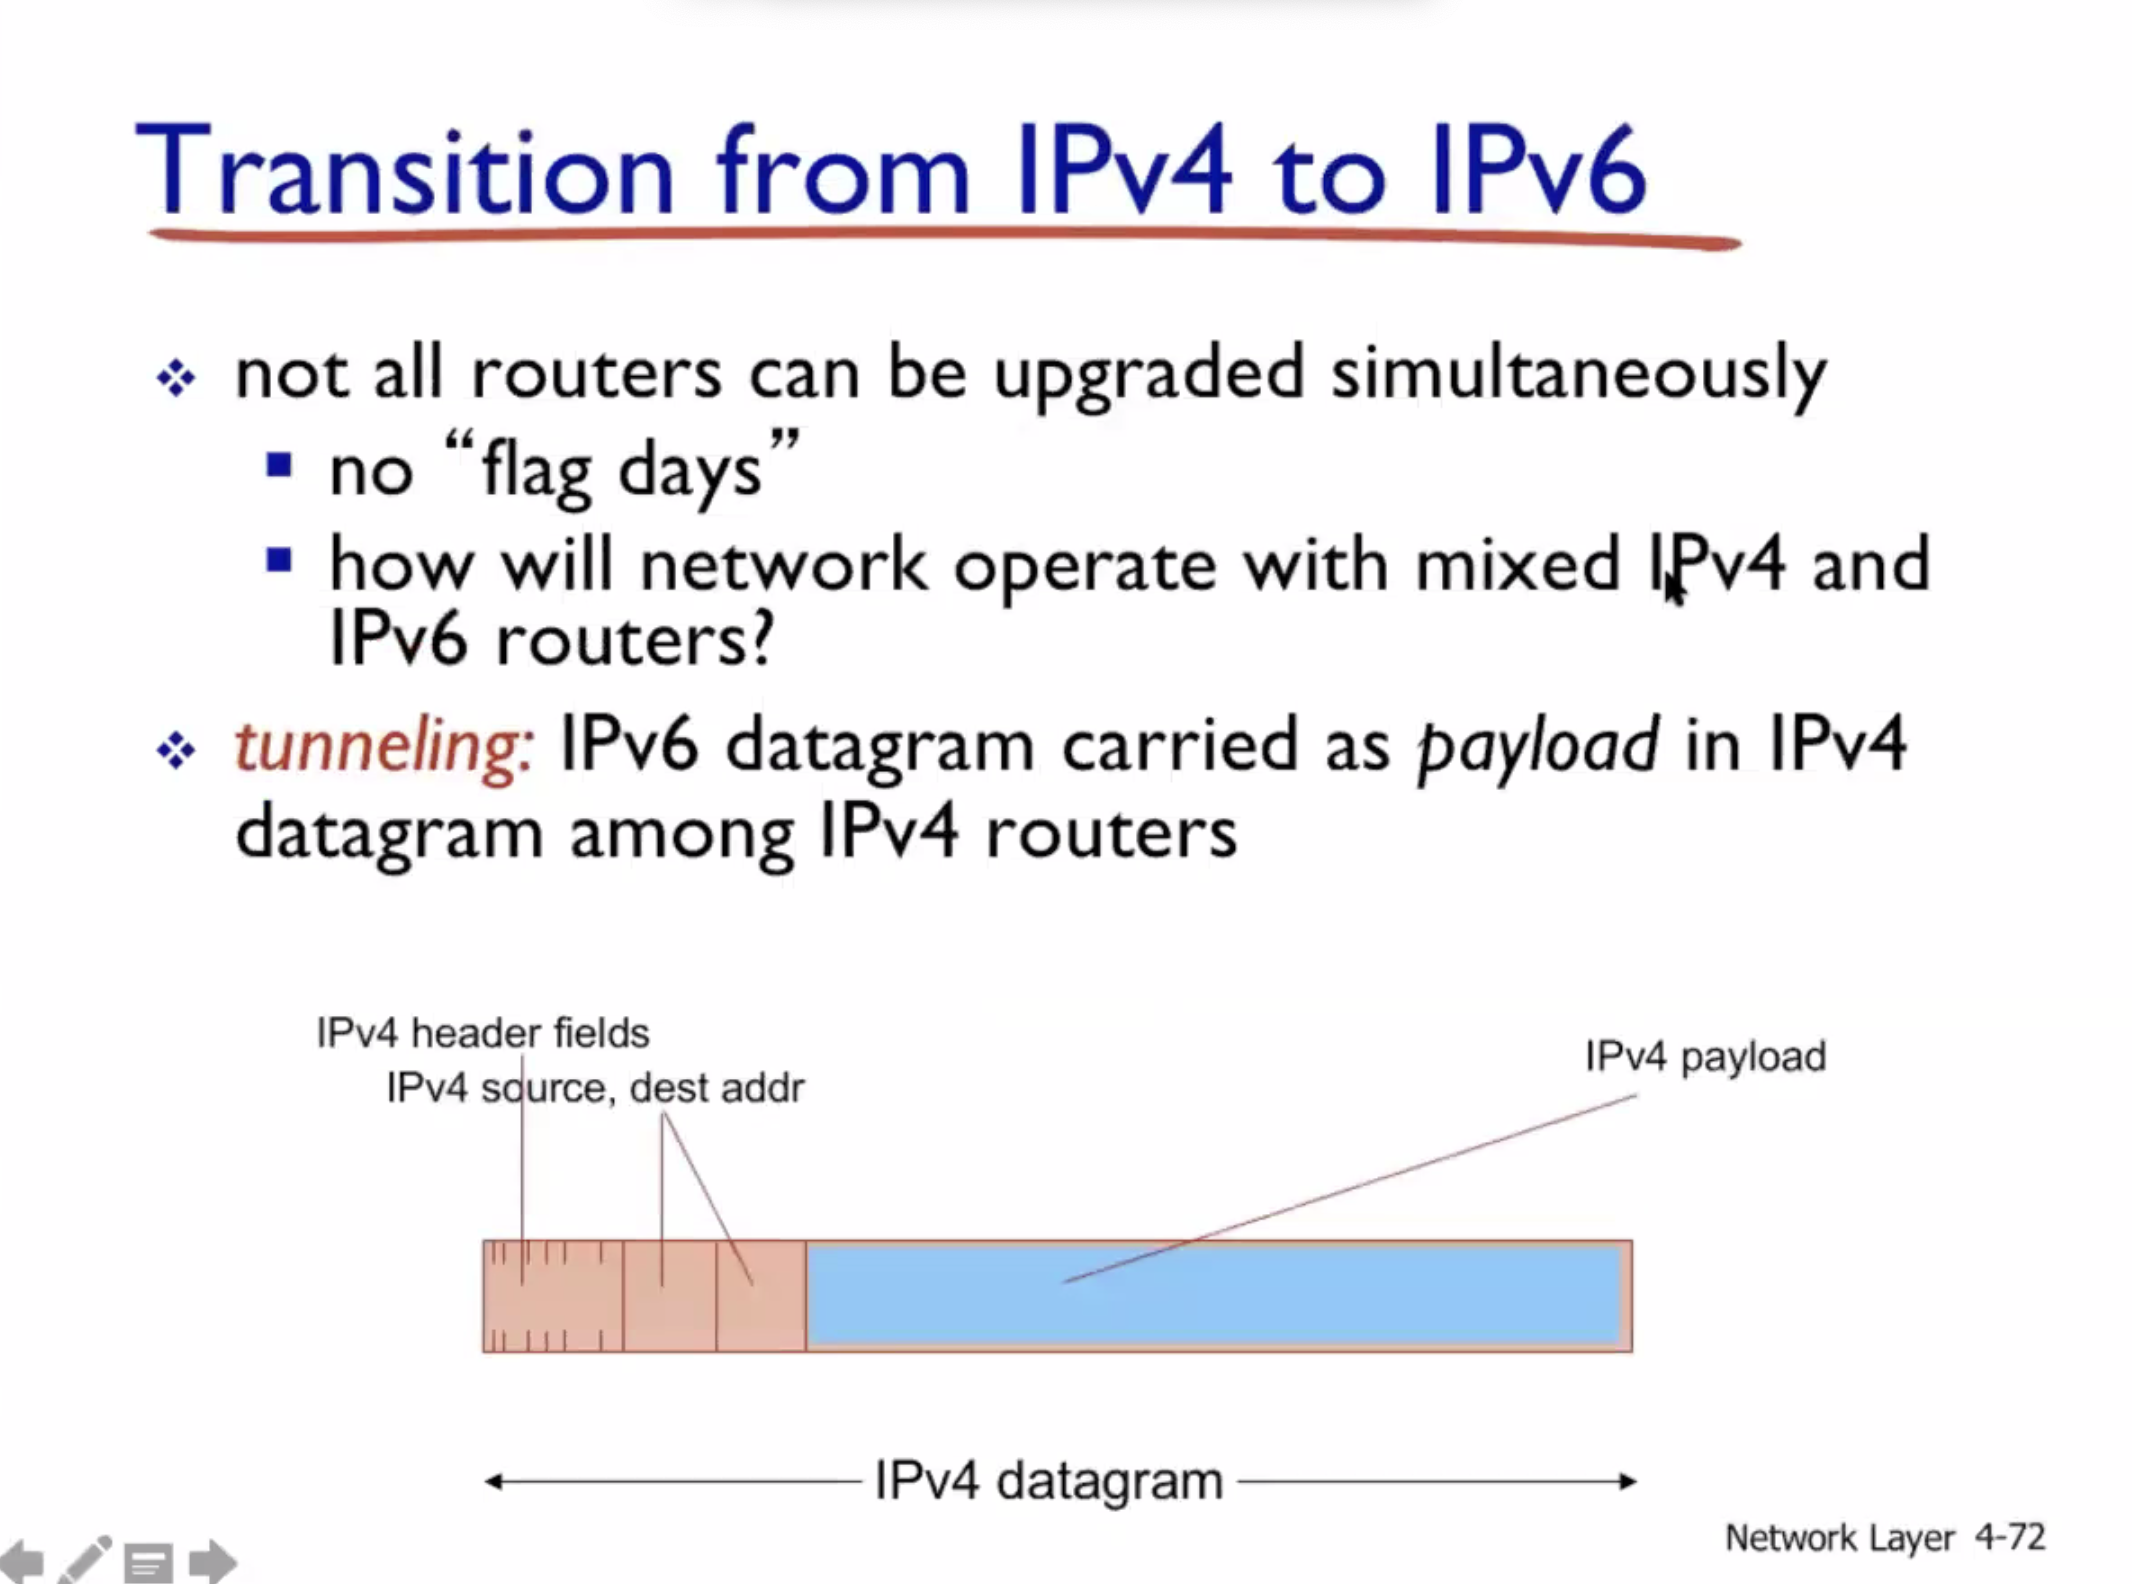 Transition from IPv4 to IPv6
not all routers can be upgraded simultaneously
no “flag days”
how will network operate with mixed IPv4 and
IPv6 routers?
tunneling: IPv6 datagram carried as payload in IPv4
datagram among IPv4 routers
IPv4 header fields
IPv4 source, dest addr
IPv4 payload
IPv4 datagram
Network Layer 4-72